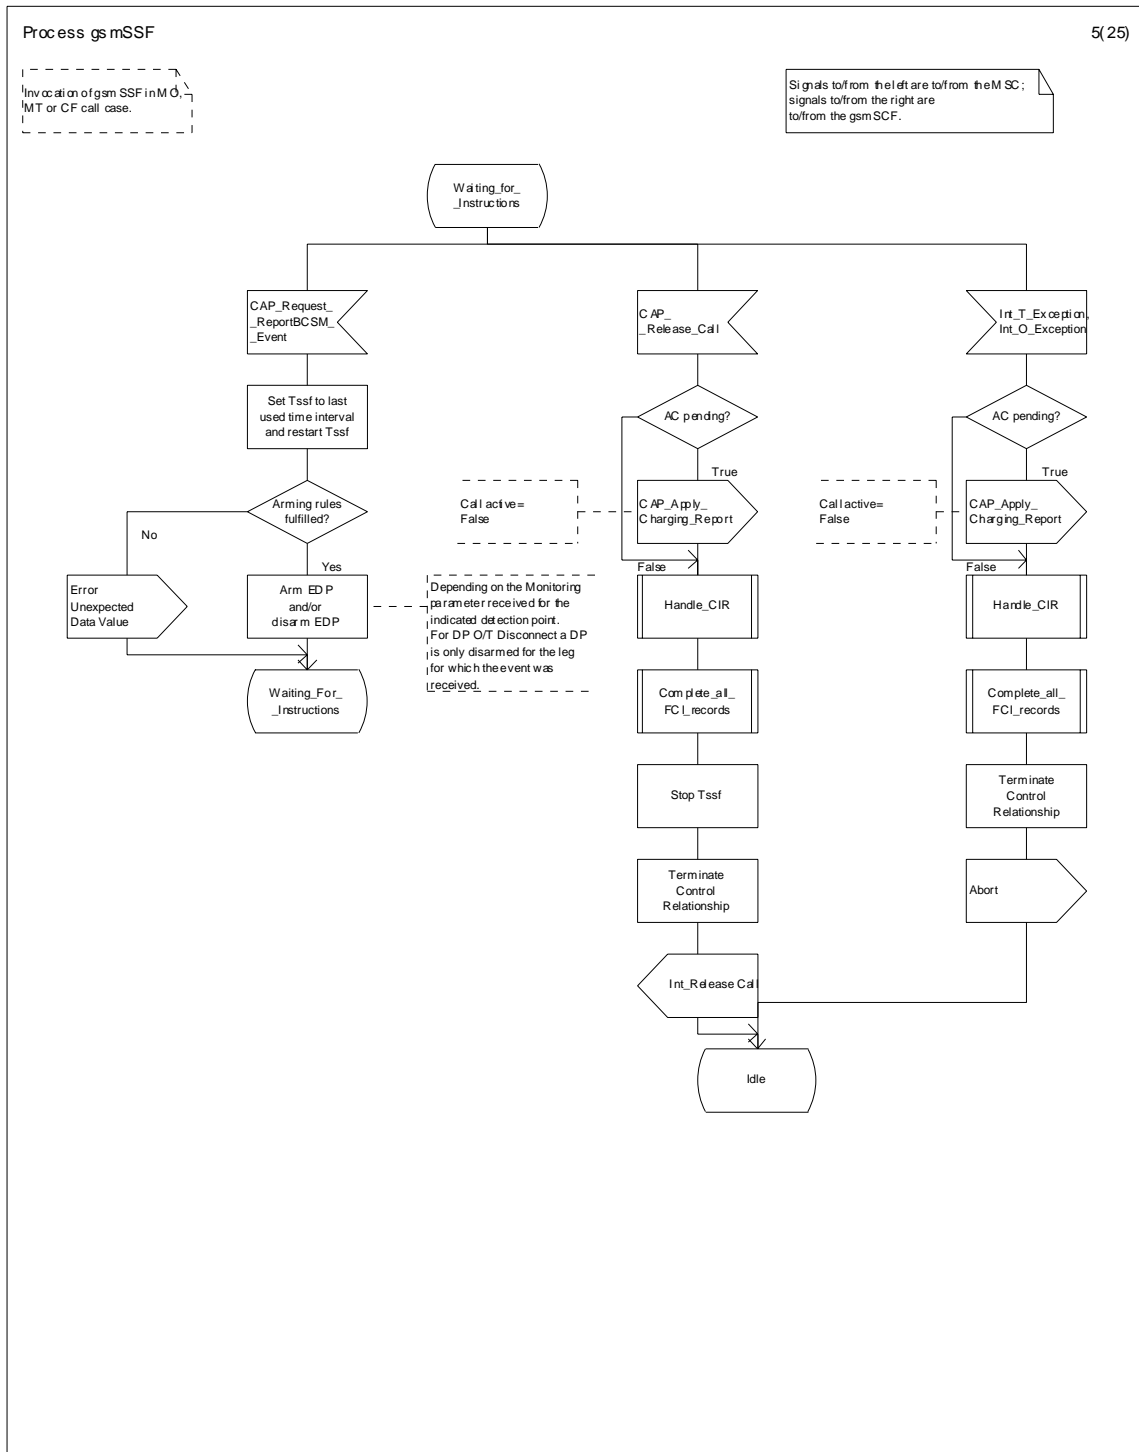 Process gsmSSF
5(25)
Invocation of gsm SSF in MO,
MT or CF call case.
Signals to/from the left are to/from the MSC;
signals to/from the right are
to/from the gsmSCF.
Waiting_for_
_Instructions
CAP_Request_
_ReportBCSM_
_Event
CAP_
_Release_Call
Int_T_Exception,
Int_O_Exception
Set Tssf to last
used time interval
and restart Tssf
AC pending?
AC pending?
True
True
Arming rules
fulfilled?
Call active=
False
CAP_Apply_
Charging_Report
Call active=
False
CAP_Apply_
Charging_Report
No
Yes
False
False
Error
Unexpected
Data Value
Arm EDP
and/or
disarm EDP
Depending on the Monitoring
parameter received for the
indicated detection point.
For DP O/T Disconnect a DP
is only disarmed for the leg
for which the event was
received.
Handle_CIR
Handle_CIR
Waiting_For_
_Instructions
Complete_all_
FCI_records
Complete_all_
FCI_records
Stop Tssf
Terminate
Control
Relationship
Terminate
Control
Relationship
Abort
Int_Release Call
Idle